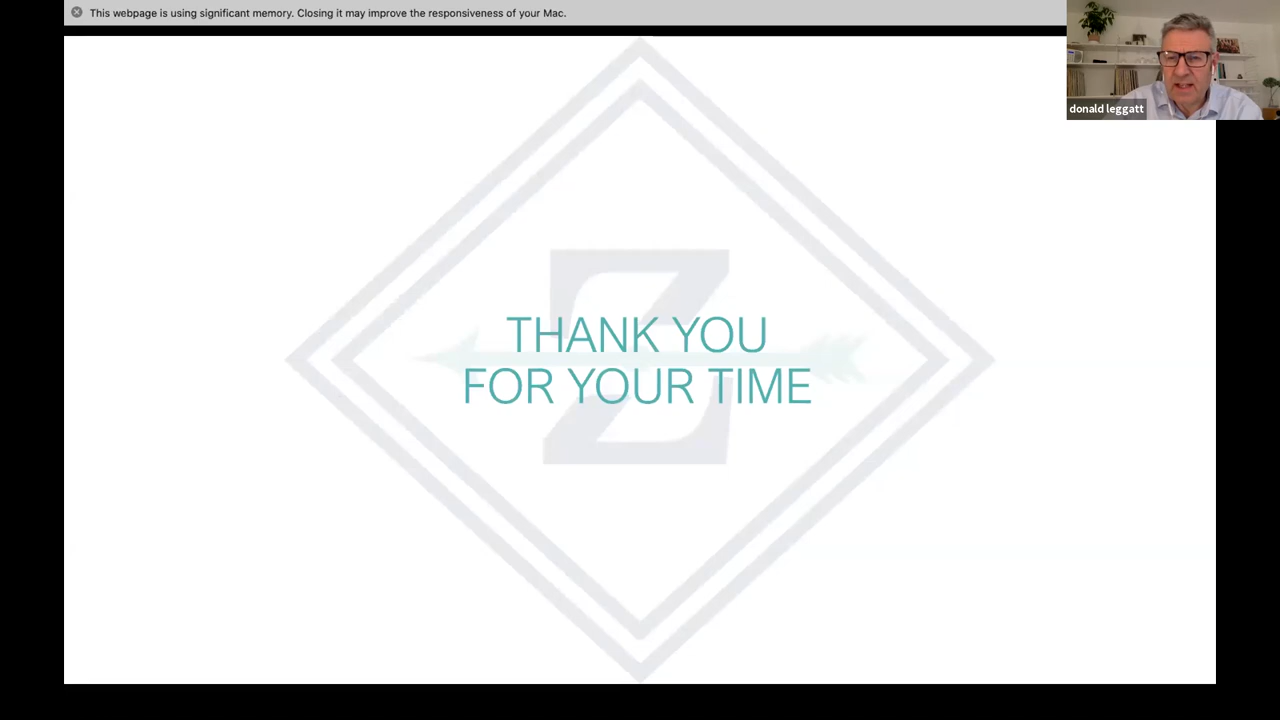 This webpage is using significant memory. Closing it may improve the responsiveness of your Mac.
donald leggatt
Z
THANK YOU
FOR YOUR TIME